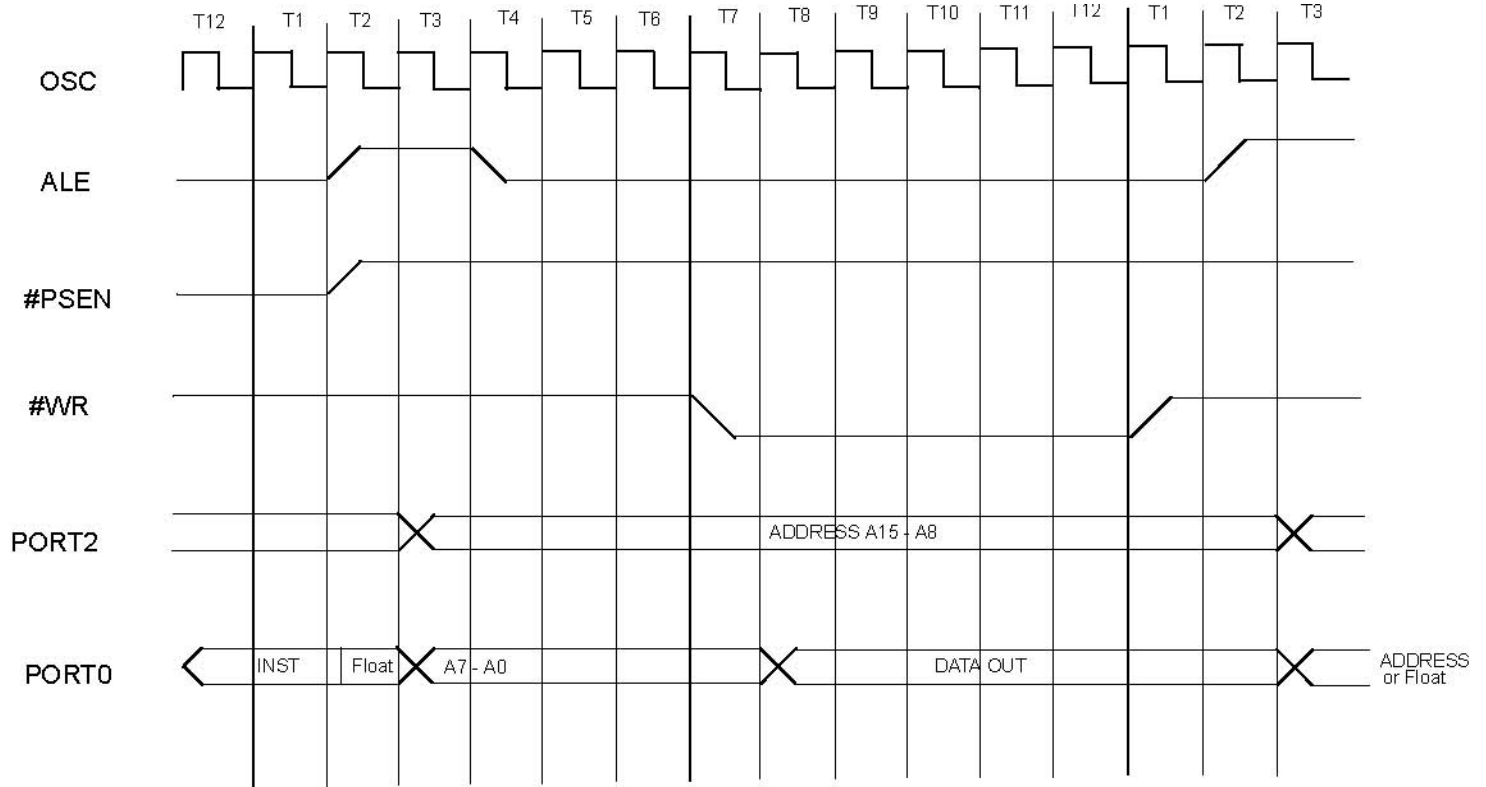 T12 T1 T2 T3 T4 T5 T6 T7 T8 T9 T10 T11 T12 T1 T2 T3
OSC
ALE
#PSEN
#WR
PORT2 ADDRESS A15 - A8
PORT0 INST Float A7 - A0 DATA OUT ADDRESS
or Float